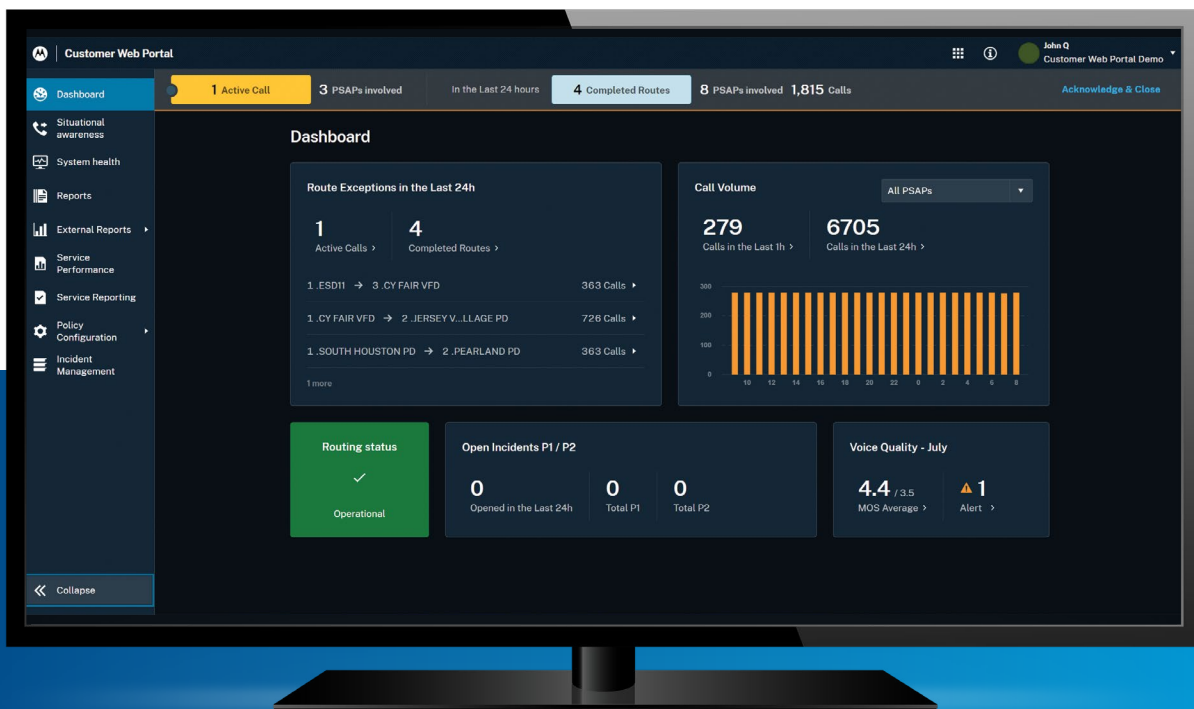 Customer Web Portal
John Q
Customer Web Portal Demo
Dashboard
Situational
awareness
System health
Reports
External Reports
Service
Performance
Service Reporting
Policy
Configuration
Incident
Management
Collapse
1 Active Call 3 PSAPs involved In the Last 24 hours 4 Completed Routes 8 PSAPs involved 1,815 Calls Acknowledge & Close
Dashboard
Route Exceptions in the Last 24h
1 4
Active Calls > Completed Routes >
1 .ESD11 → 3 .CY FAIR VFD 363 Calls
1 .CY FAIR VFD → 2 .JERSEY V...LLAGE PD 726 Calls
1 .SOUTH HOUSTON PD → 2 .PEARLAND PD 363 Calls
1 more
Call Volume All PSAPs
279 6705
Calls in the Last 1h > Calls in the Last 24h >
300
200
100
0
10 12 14 16 18 20 22 0 2 4 6 8
Routing status
Operational
Open Incidents P1 / P2
0 0 0
Opened in the Last 24h Total P1 Total P2
Voice Quality - July
4.4 / 3.5 1
MOS Average > Alert >